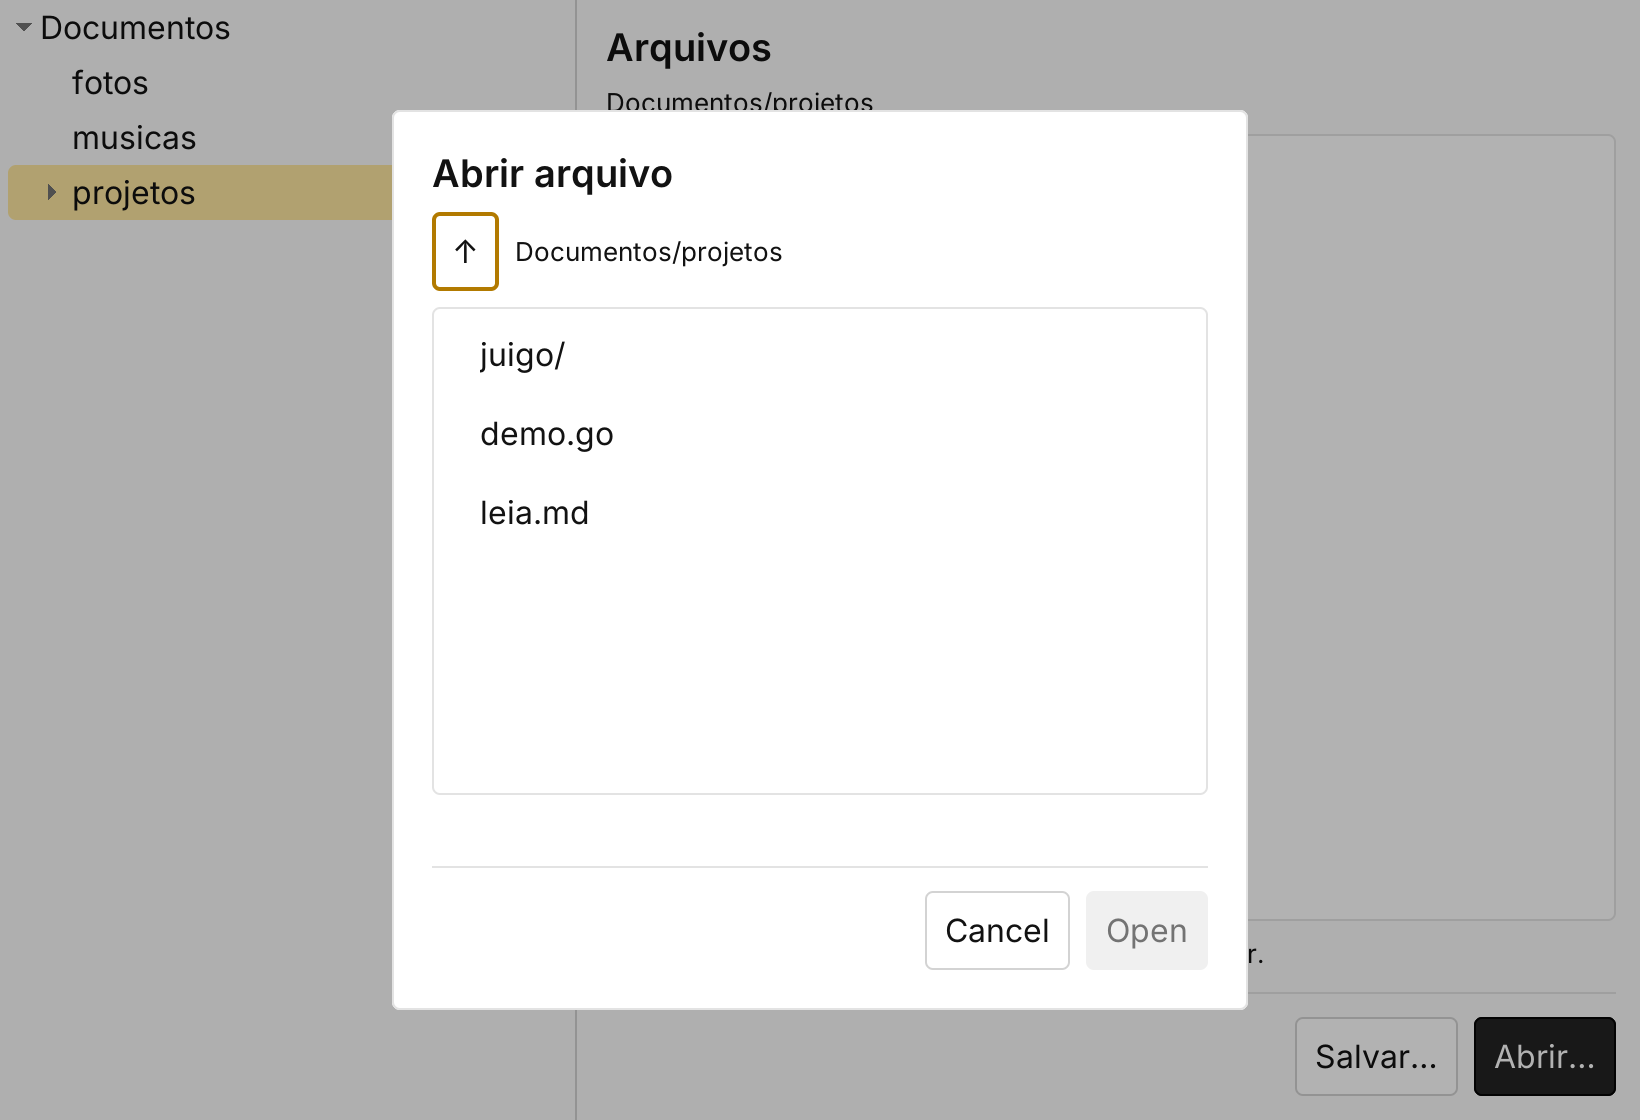 Documentos
fotos
musicas
projetos
Arquivos
Documentos/projetos
Abrir arquivo
↑ Documentos/projetos
juigo/
demo.go
leia.md
Cancel Open
r.
Salvar... Abrir...